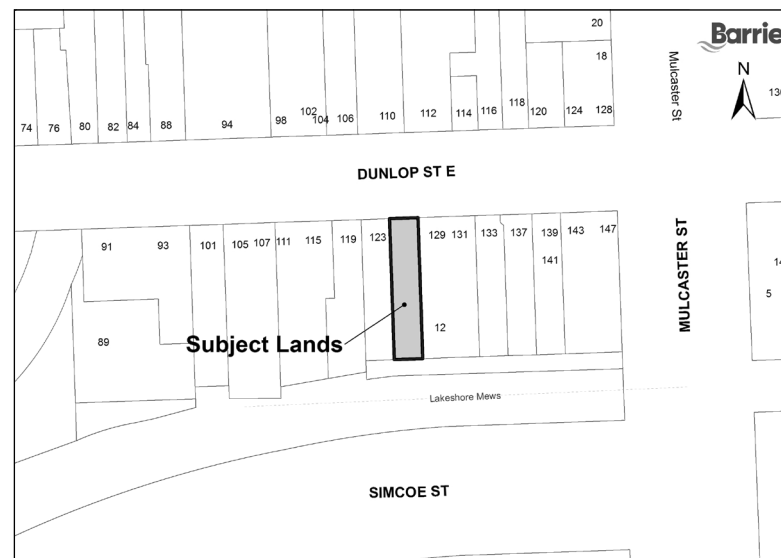 20
Barrie
18
Mulcaster St
N
130
102
74 76 80 82 84 88 94 98 104 106 110 112 114 116 118 120 124 128
DUNLOP ST E
91 93 101 105 107 111 115 119 123 129 131 133 137 139 143 147
141
MULCASTER ST
5
12
89
Subject Lands
Lakeshore Mews
SIMCOE ST